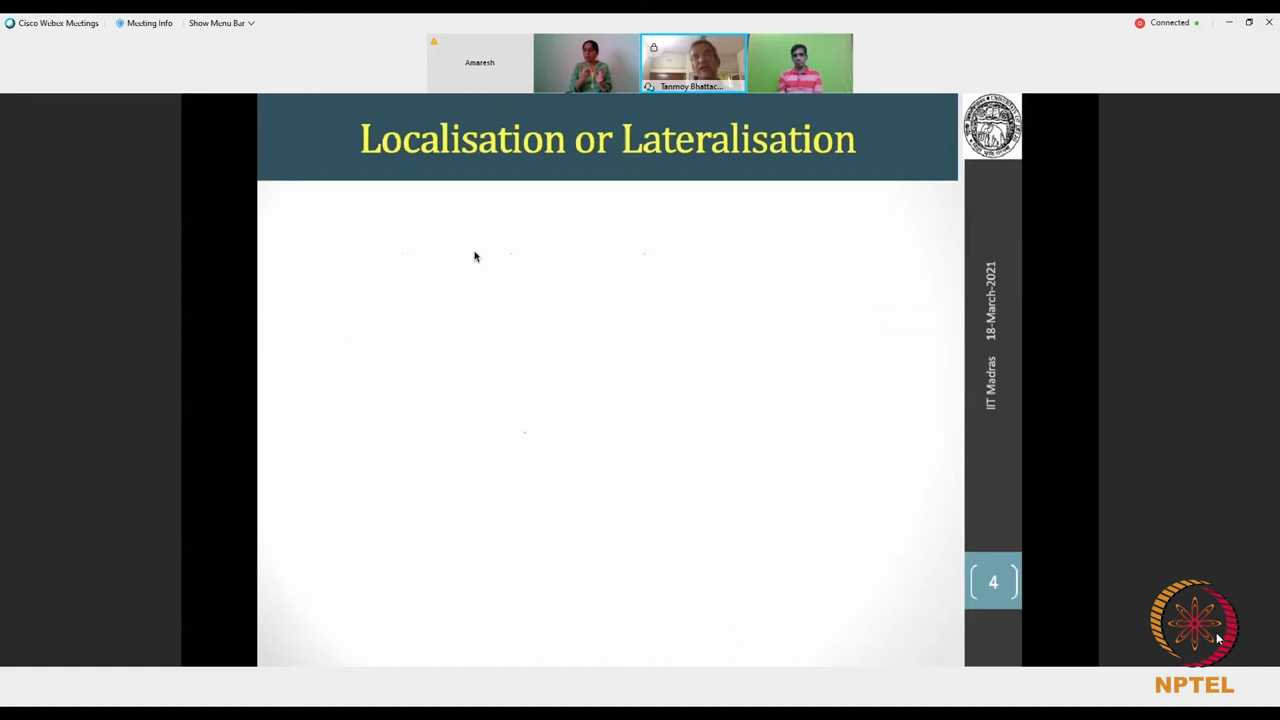 Cisco Webex Meetings Meeting Info Show Menu Bar Connected
Amaresh
Tanmoy Bhattac...
Localisation or Lateralisation
IIT Madras 18-March-2021
4
NPTEL